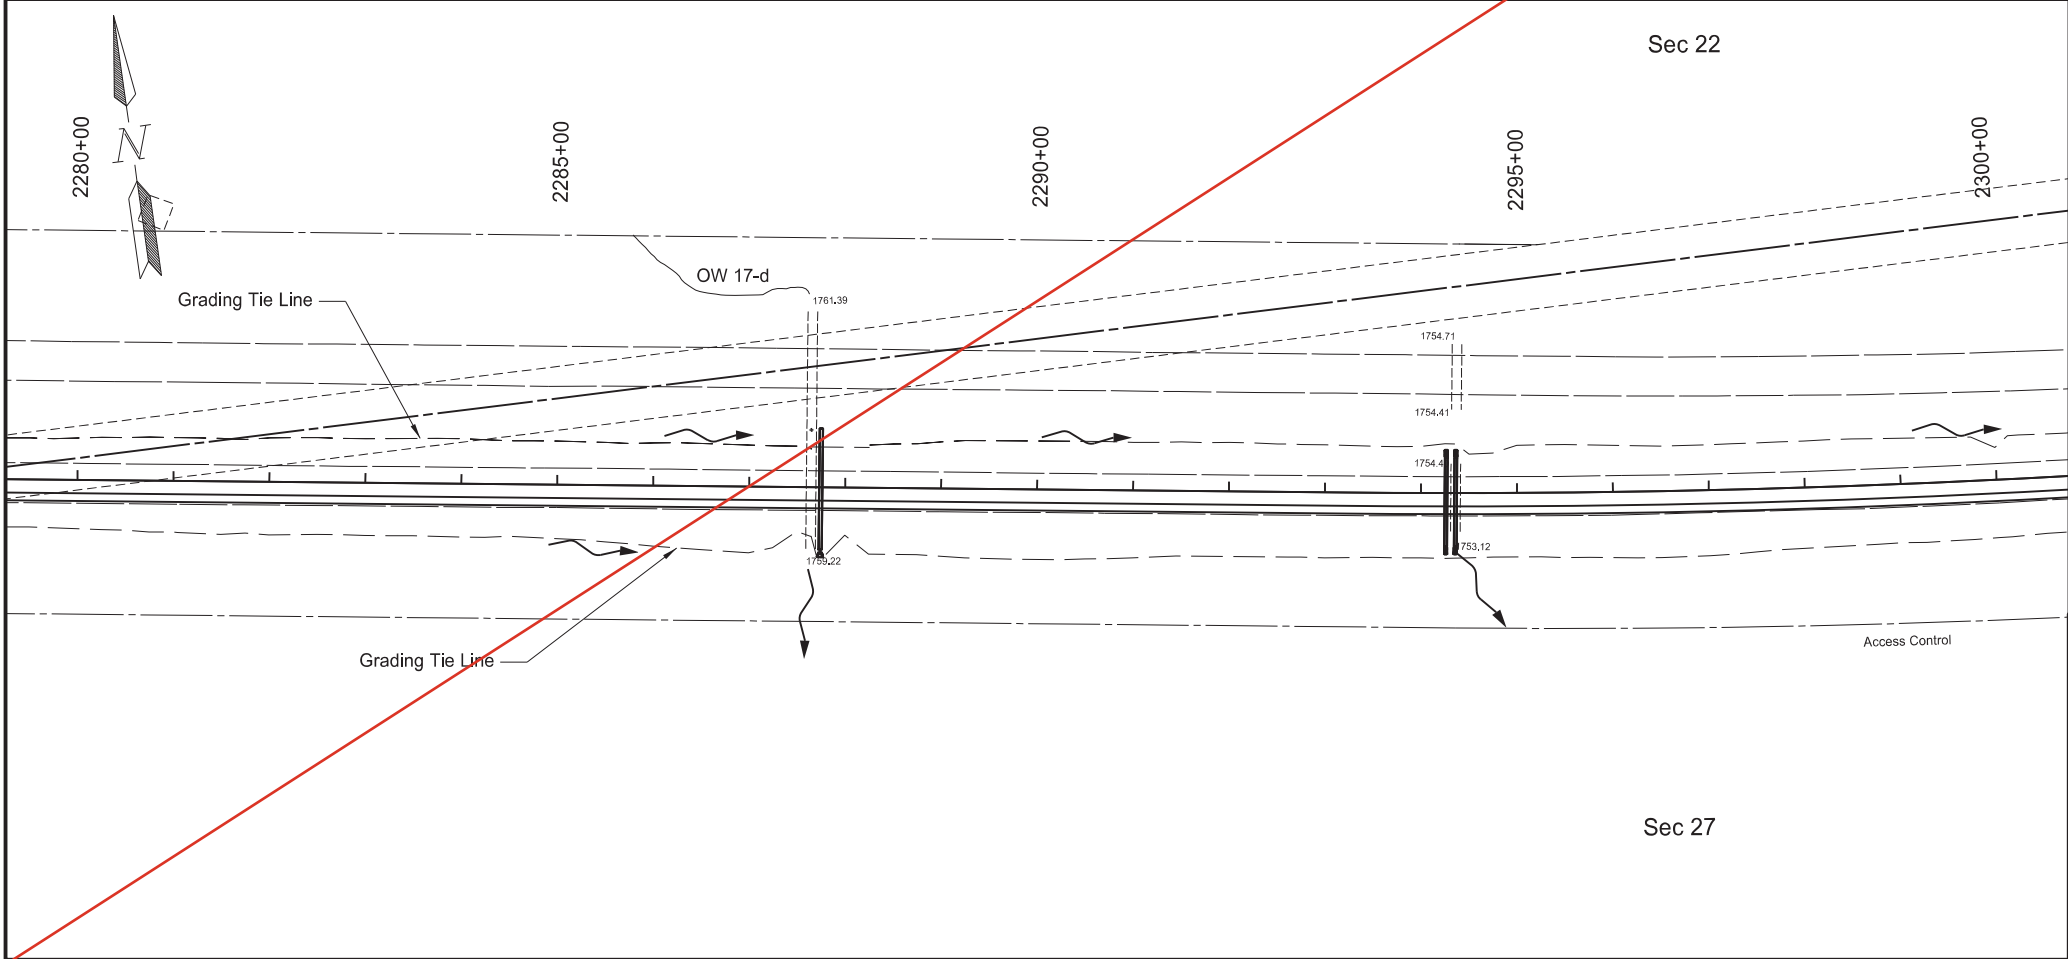 Sec 22
2280+00
2285+00
2290+00
2295+00
2300+00
N
OW 17-d
Grading Tie Line
1761.39
1754.71
1754.41
1754.4
1753.12
1759.22
Access Control
Grading Tie Line
Sec 27